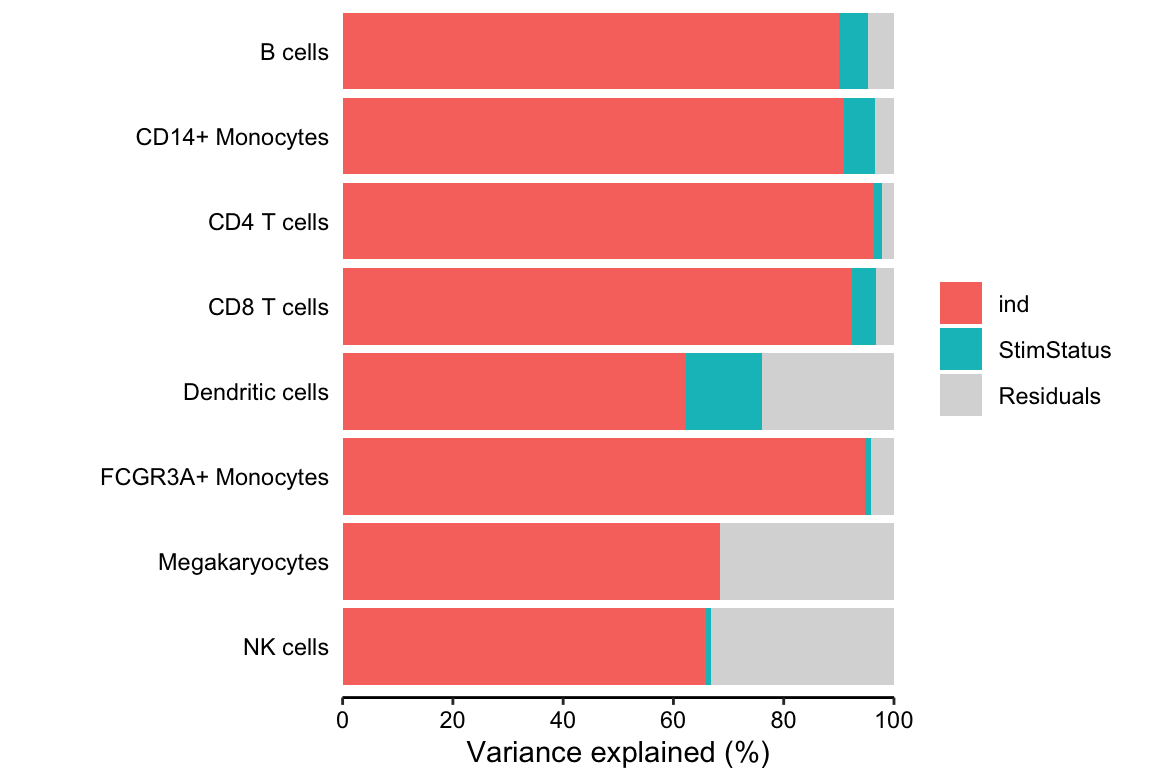 B cells
CD14+ Monocytes
CD4 T cells
CD8 T cells
Dendritic cells
FCGR3A+ Monocytes
Megakaryocytes
NK cells
0 20 40 60 80 100
Variance explained (%)
ind
StimStatus
Residuals